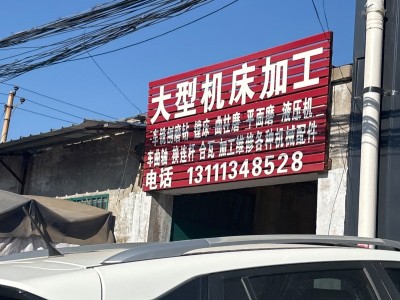 大型机床加工
车铣刨磨钻 镗床 曲柱磨 平面磨 液压机
车曲轴 换连杆 合瓦 加工维修各种机械配件
电话 13111348528